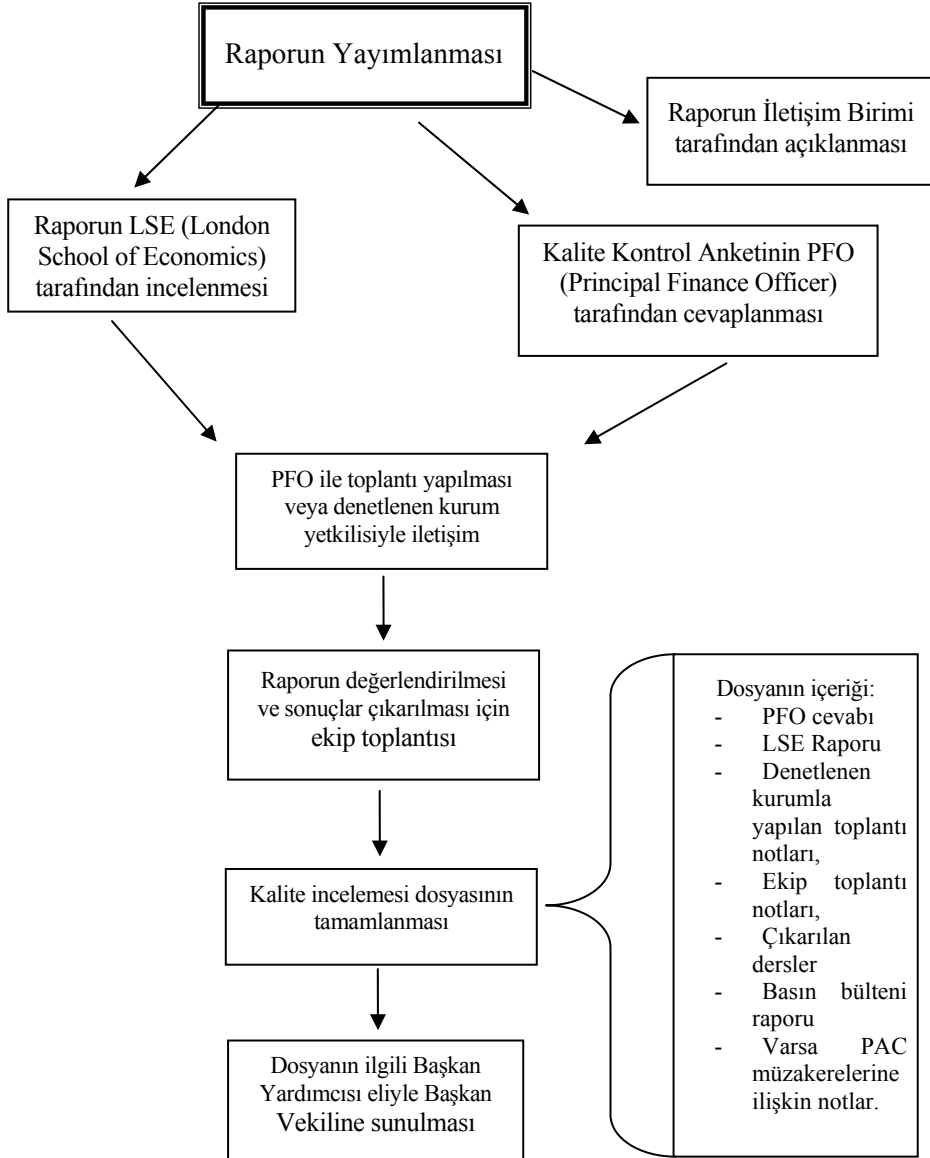 Raporun Yayımlanması
Raporun İletişim Birimi
tarafından açıklanması
Raporun LSE (London
School of Economics)
tarafından incelenmesi
Kalite Kontrol Anketinin PFO
(Principal Finance Officer)
tarafından cevaplanması
PFO ile toplantı yapılması
veya denetlenen kurum
yetkilisiyle iletişim
Raporun değerlendirilmesi
ve sonuçlar çıkarılması için
ekip toplantısı
Kalite incelemesi dosyasının
tamamlanması
Dosyanın ilgili Başkan
Yardımcısı eliyle Başkan
Vekiline sunulması
Dosyanın içeriği:
- PFO cevabı
- LSE Raporu
- Denetlenen
kurumla
yapılan toplantı
notları,
- Ekip toplantı
notları,
- Çıkarılan
dersler
- Basın bülteni
raporu
- Varsa PAC
müzakerelerine
ilişkin notlar.